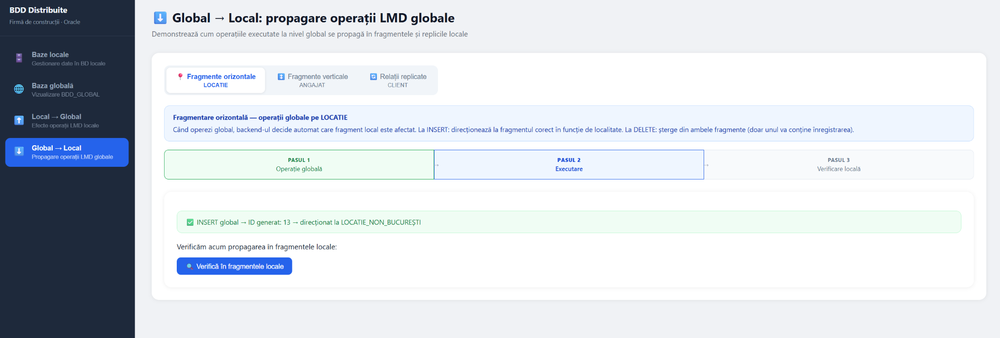 BDD Distribuite
Firmă de construcții · Oracle
Baze locale
Gestionare date în BD locale
Baza globală
Vizualizare BDD_GLOBAL
Local → Global
Efecte operații LMD locale
Global → Local
Propagare operații LMD globale
Global → Local: propagare operații LMD globale
Demonstrează cum operațiile executate la nivel global se propagă în fragmentele și replicile locale
Fragmente orizontale
LOCATIE
Fragmente verticale
ANGAJAT
Relații replicate
CLIENT
Fragmentare orizontală — operații globale pe LOCATIE
Când operezi global, backend-ul decide automat care fragment local este afectat. La INSERT: direcționează la fragmentul corect în funcție de localitate. La DELETE: șterge din ambele fragmente (doar unul va conține înregistrarea).
PASUL 1
Operație globală
→
PASUL 2
Executare
→
PASUL 3
Verificare locală
INSERT global → ID generat: 13 → direcționat la LOCATIE_NON_BUCUREȘTI
Verificăm acum propagarea în fragmentele locale:
Verifică în fragmentele locale